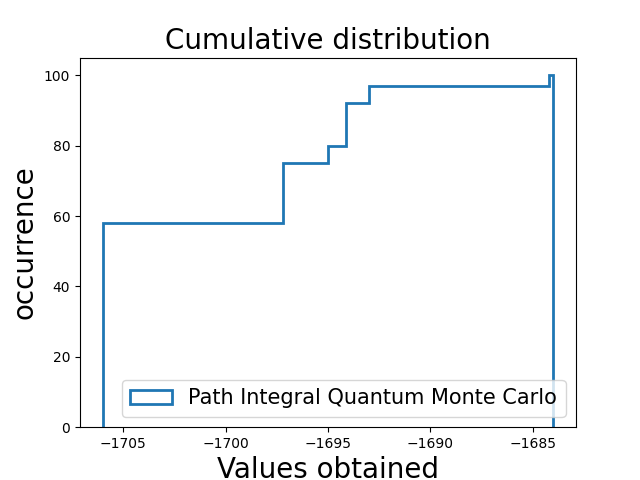 Cumulative distribution
100
80
60
40
20
0
occurrence
Path Integral Quantum Monte Carlo
−1705 −1700 −1695 −1690 −1685
Values obtained